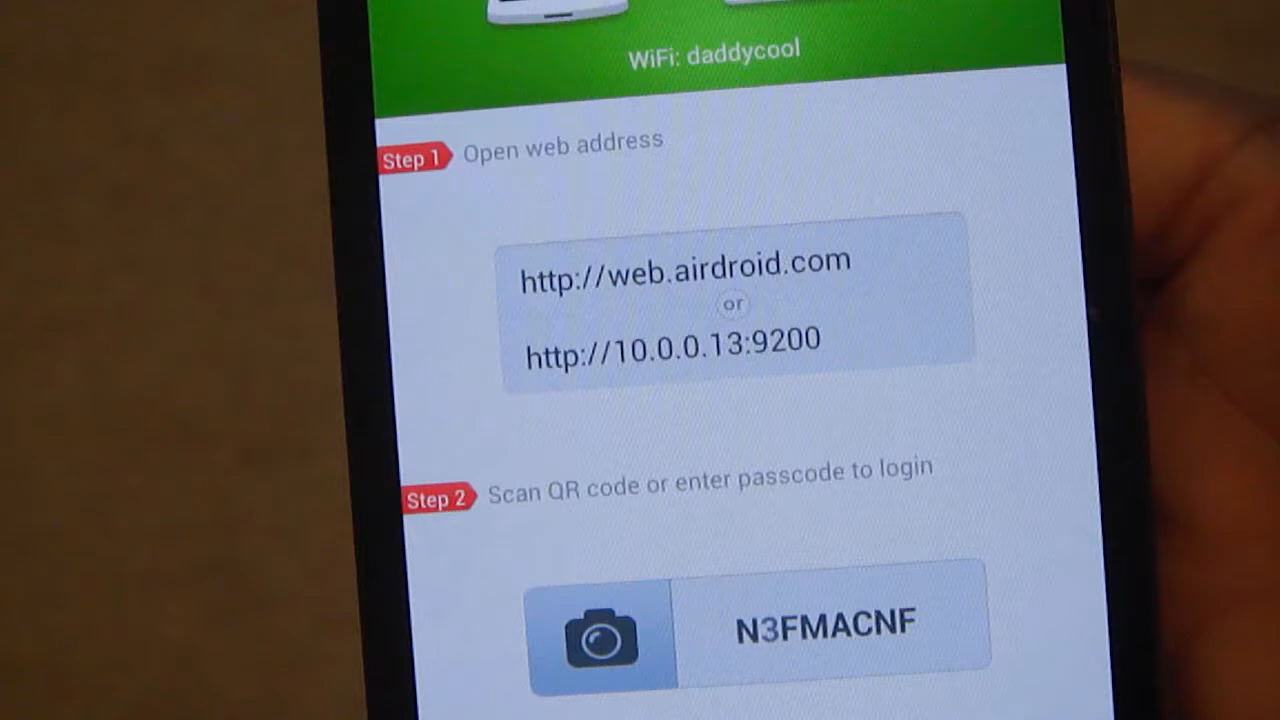 WiFi: daddycool
Step 1 Open web address
http://web.airdroid.com
or
http://10.0.0.13:9200
Step 2 Scan QR code or enter passcode to login
N3FMACNF